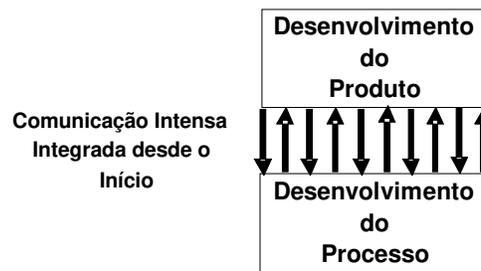 Desenvolvimento
do
Produto
Comunicação Intensa
Integrada desde o
Início
Desenvolvimento
do
Processo